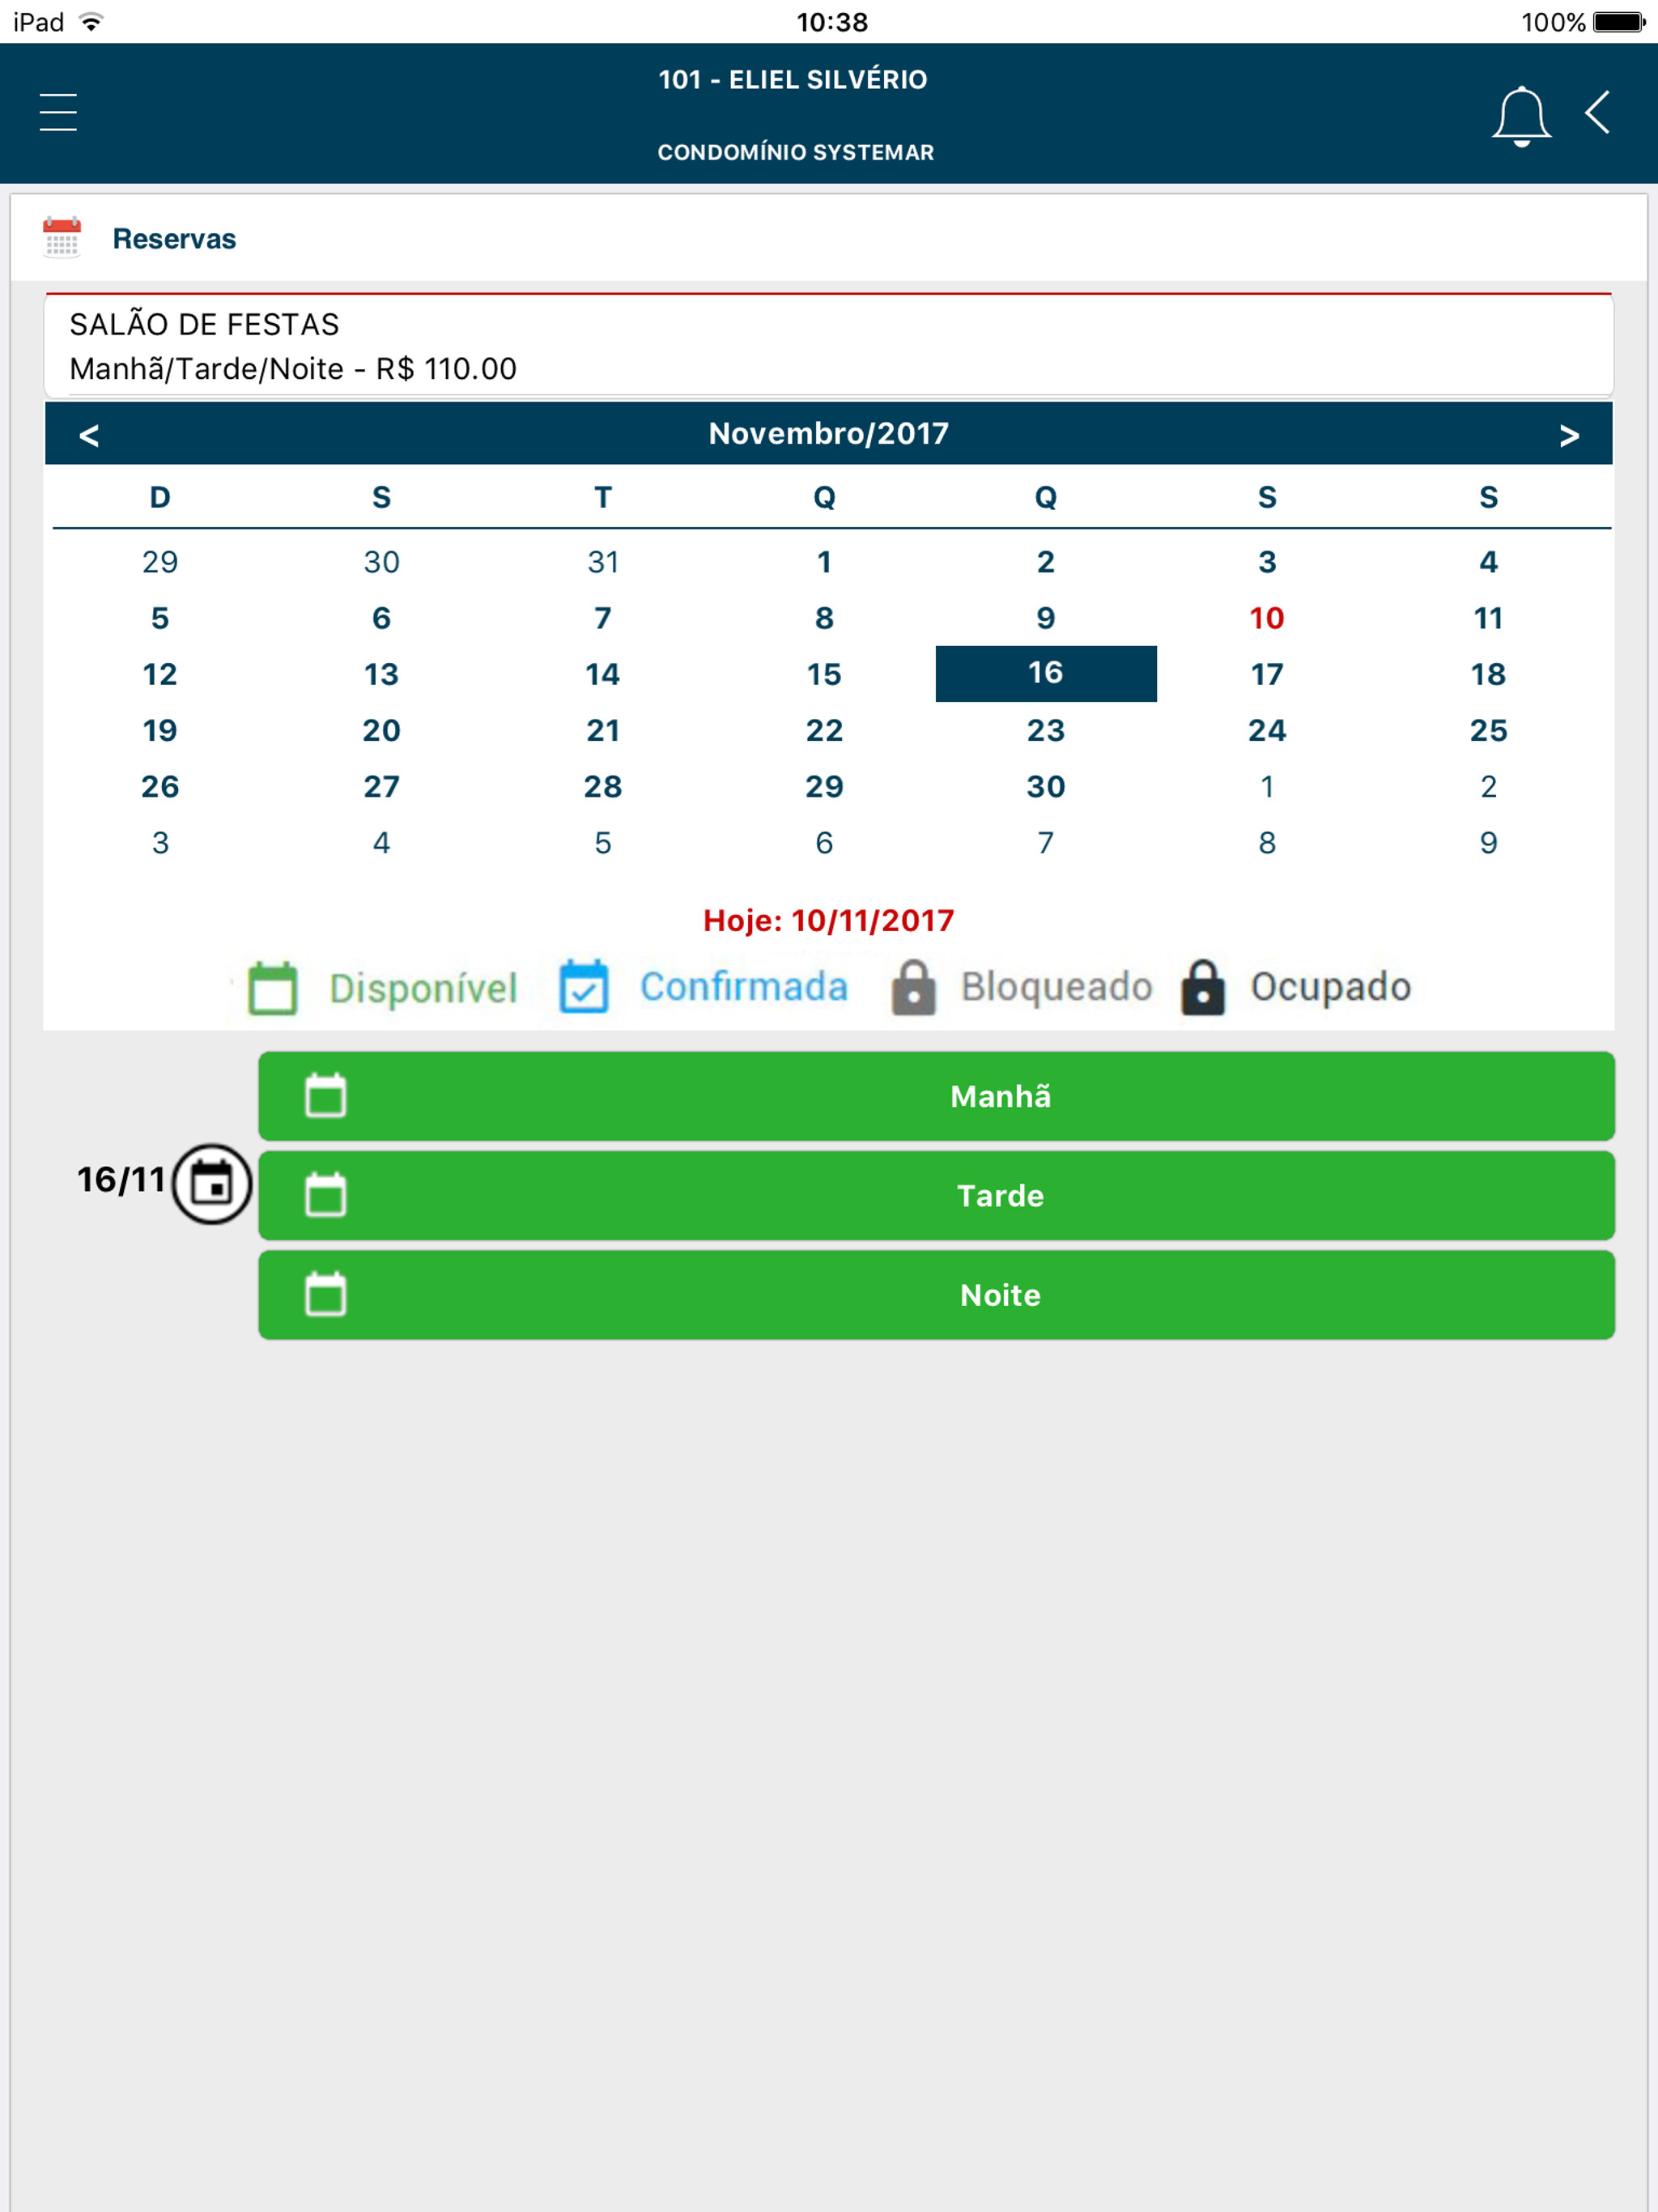 iPad 10:38 100%
101 - ELIEL SILVÉRIO
CONDOMÍNIO SYSTEMAR
Reservas
SALÃO DE FESTAS
Manhã/Tarde/Noite - R$ 110.00
< Novembro/2017 >
D S T Q Q S S
29 30 31 1 2 3 4
5 6 7 8 9 10 11
12 13 14 15 16 17 18
19 20 21 22 23 24 25
26 27 28 29 30 1 2
3 4 5 6 7 8 9
Hoje: 10/11/2017
Disponível Confirmada Bloqueado Ocupado
Manhã
16/11 Tarde
Noite